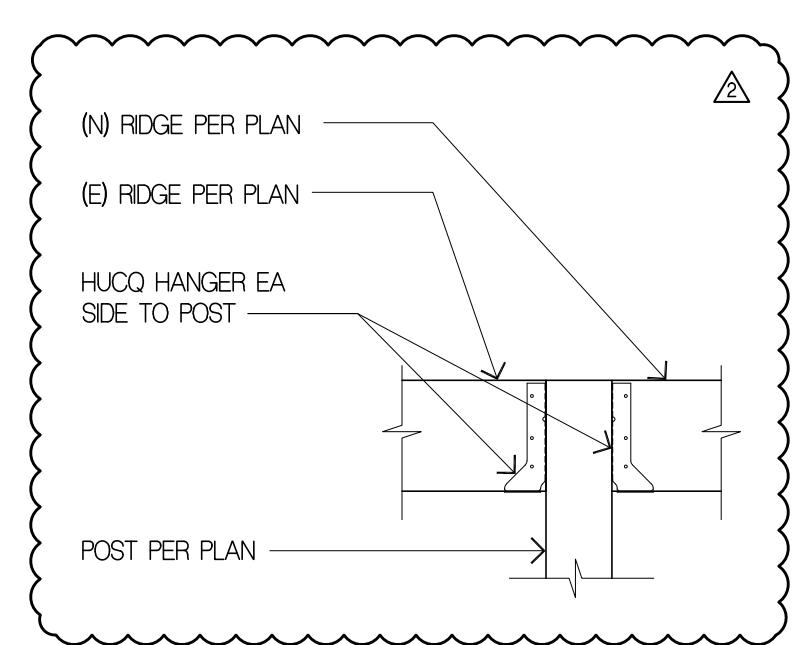 2
(N) RIDGE PER PLAN
(E) RIDGE PER PLAN
HUCQ HANGER EA
SIDE TO POST
POST PER PLAN